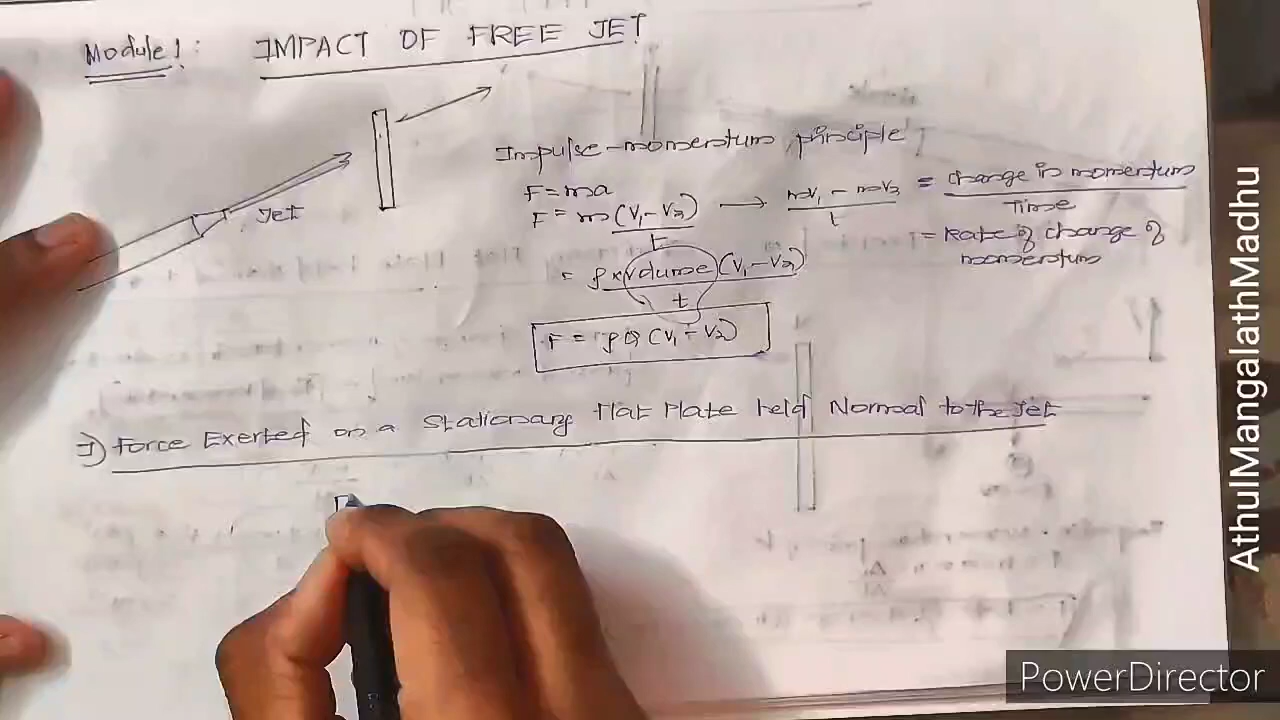 Module 1: IMPACT OF FREE JET
Jet
Impulse-momentum principle
F = ma
F = m (V₁ - V₂) / t → mV₁ - mV₂ / t = change in momentum / Time
= Rate of change of momentum
= ρ × volume (V₁ - V₂) / t
F = ρ Q (V₁ - V₂)
I) Force Exerted on a Stationary Flat Plate held Normal to the Jet
AthulMangalathMadhu
PowerDirector